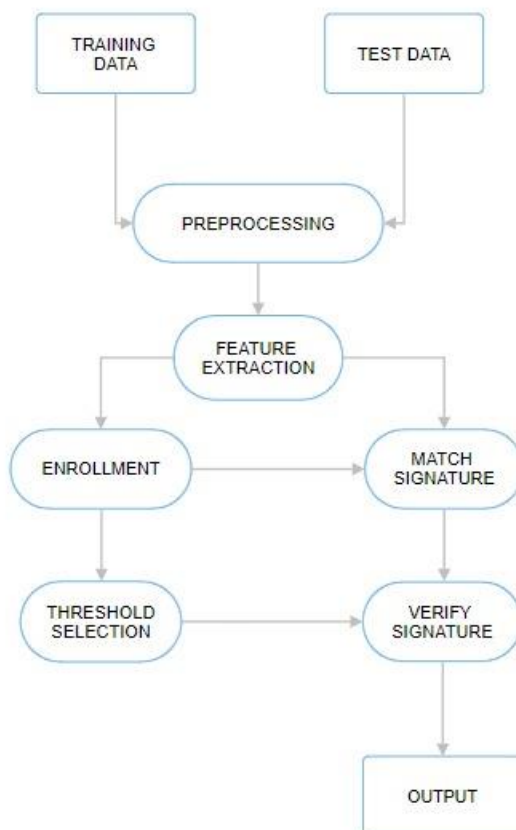 TRAINING
DATA
TEST DATA
PREPROCESSING
FEATURE
EXTRACTION
ENROLLMENT
MATCH
SIGNATURE
THRESHOLD
SELECTION
VERIFY
SIGNATURE
OUTPUT